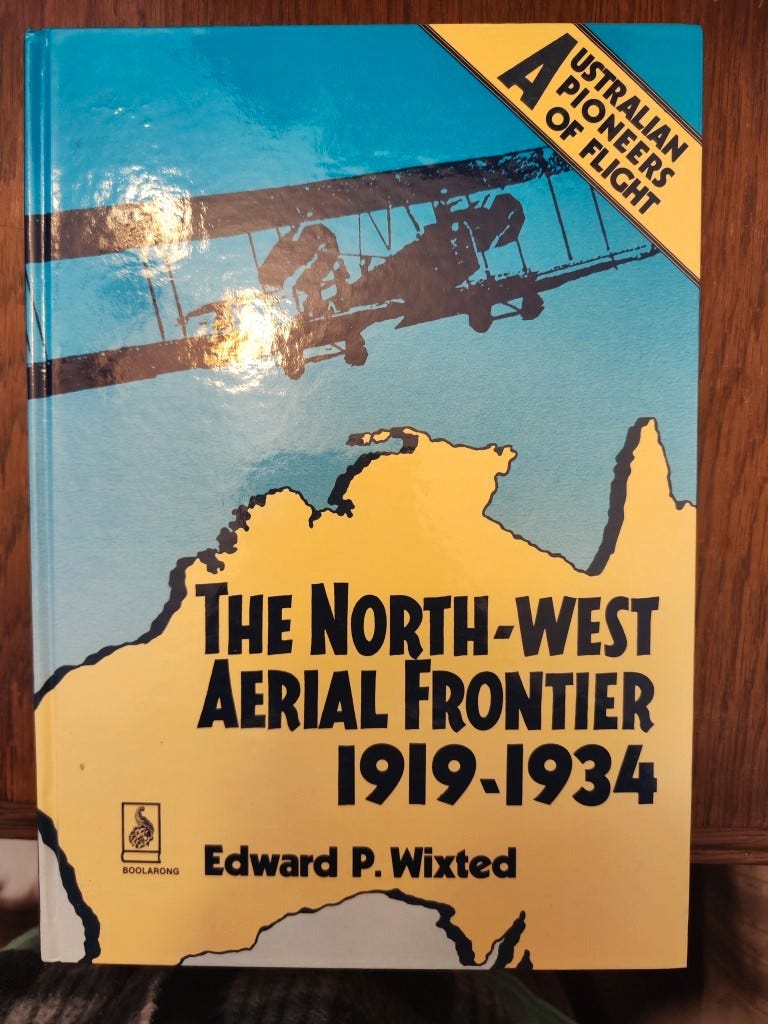 AUSTRALIAN
PIONEERS
OF FLIGHT
THE NORTH-WEST
AERIAL FRONTIER
1919-1934
BOOLARONG
Edward P. Wixted